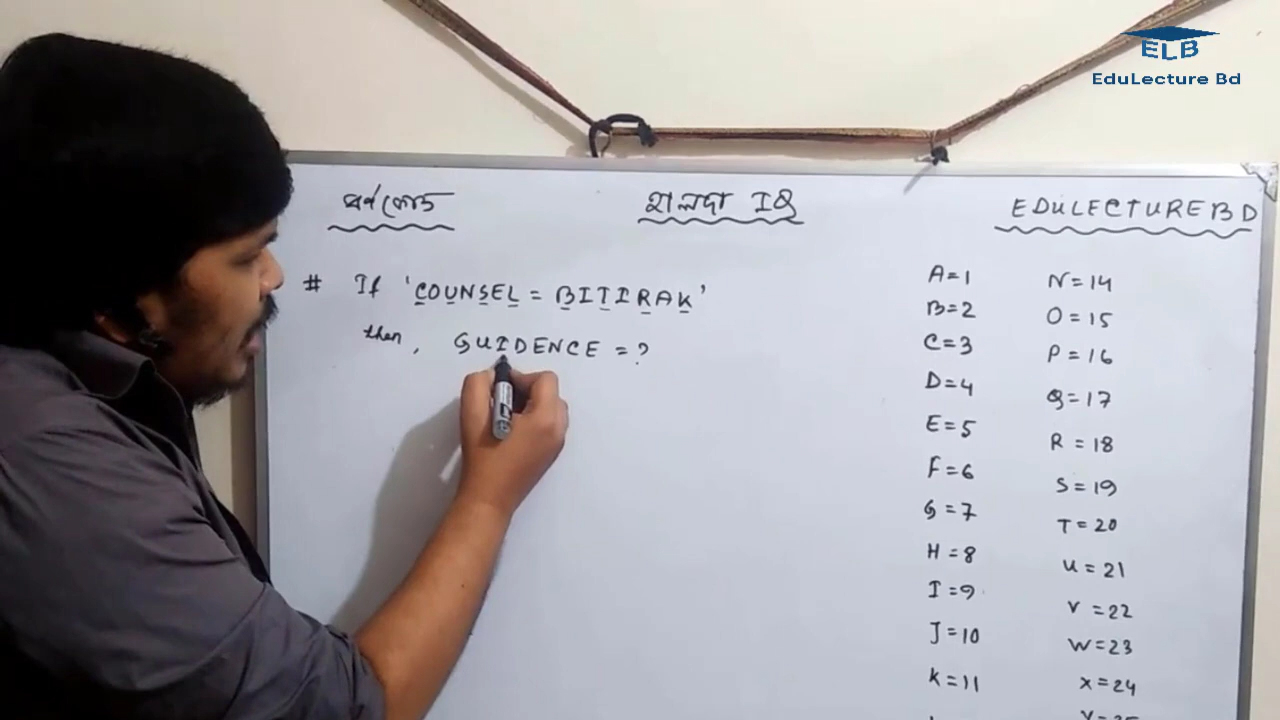 ELB
EduLecture Bd
বর্ণকোড
হালদা IQ
EDULECTURE BD
# If 'COUNSEL = BITIRAK'
then, GUIDENCE = ?
A=1
B=2
C=3
D=4
E=5
F=6
G=7
H=8
I=9
J=10
K=11
N=14
O=15
P=16
Q=17
R=18
S=19
T=20
U=21
V=22
W=23
X=24